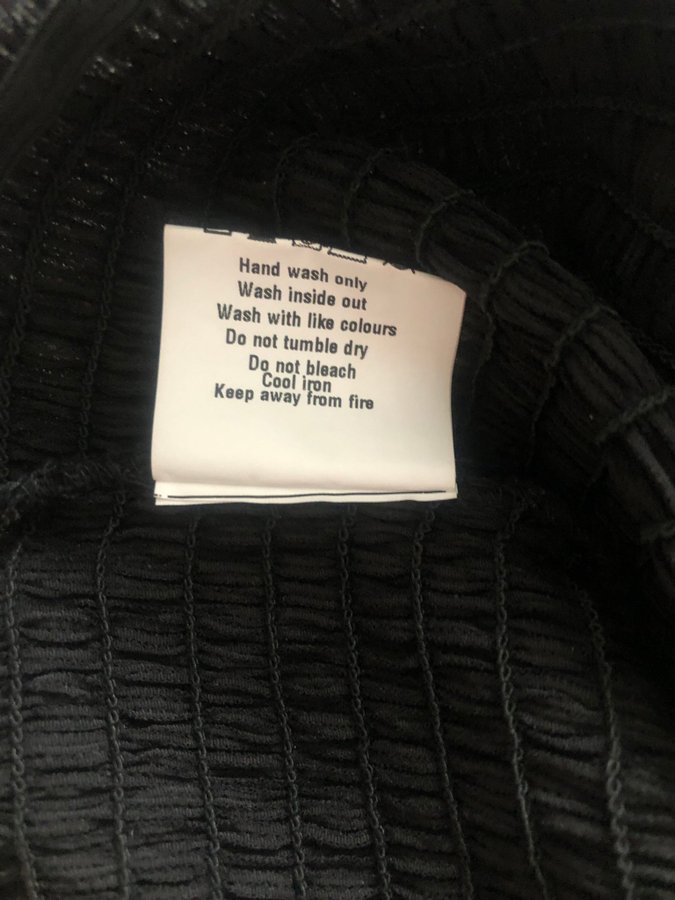 Hand wash only
Wash inside out
Wash with like colours
Do not tumble dry
Do not bleach
Cool iron
Keep away from fire